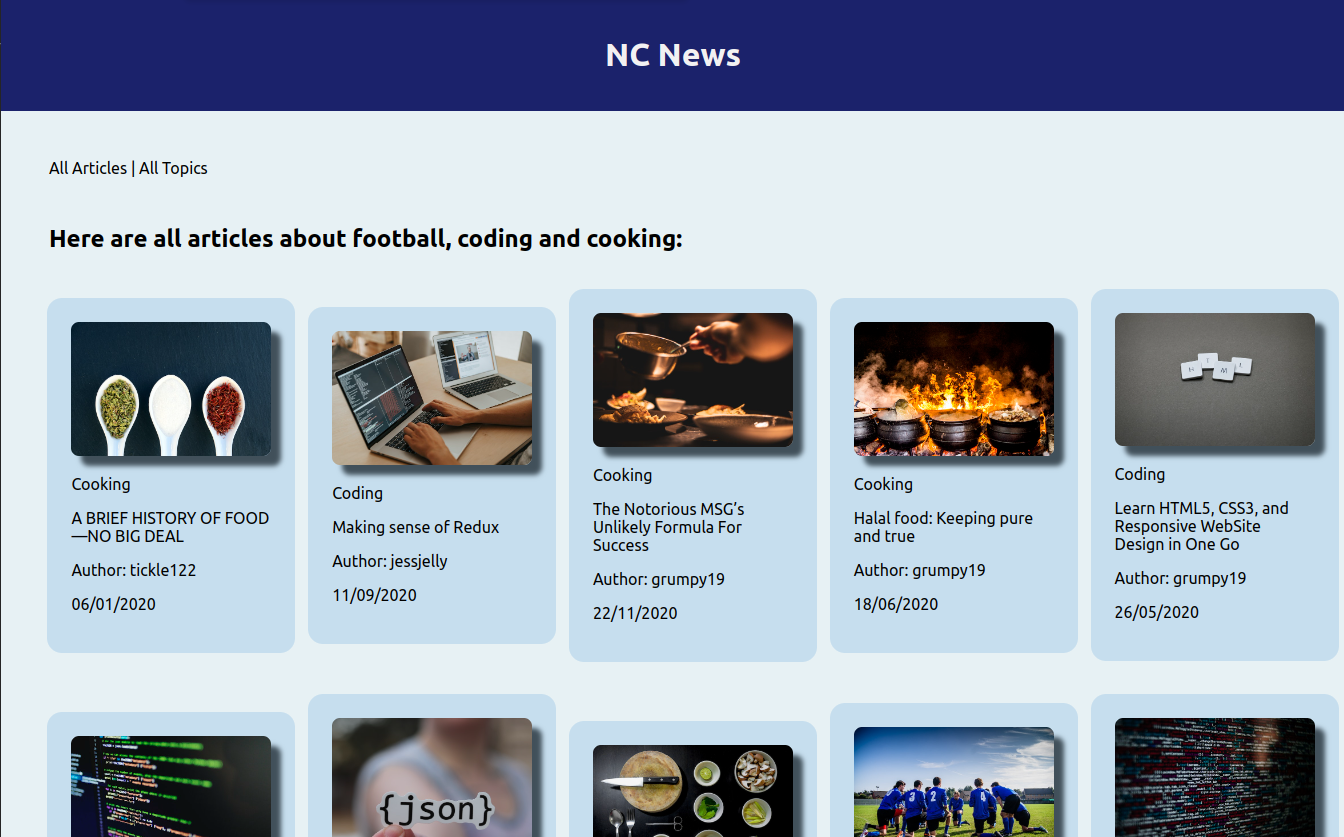 NC News
All Articles | All Topics
Here are all articles about football, coding and cooking:
Cooking
A BRIEF HISTORY OF FOOD
—NO BIG DEAL
Author: tickle122
06/01/2020
Coding
Making sense of Redux
Author: jessjelly
11/09/2020
Cooking
The Notorious MSG’s
Unlikely Formula For
Success
Author: grumpy19
22/11/2020
Cooking
Halal food: Keeping pure
and true
Author: grumpy19
18/06/2020
Coding
Learn HTML5, CSS3, and
Responsive WebSite
Design in One Go
Author: grumpy19
26/05/2020
{json}